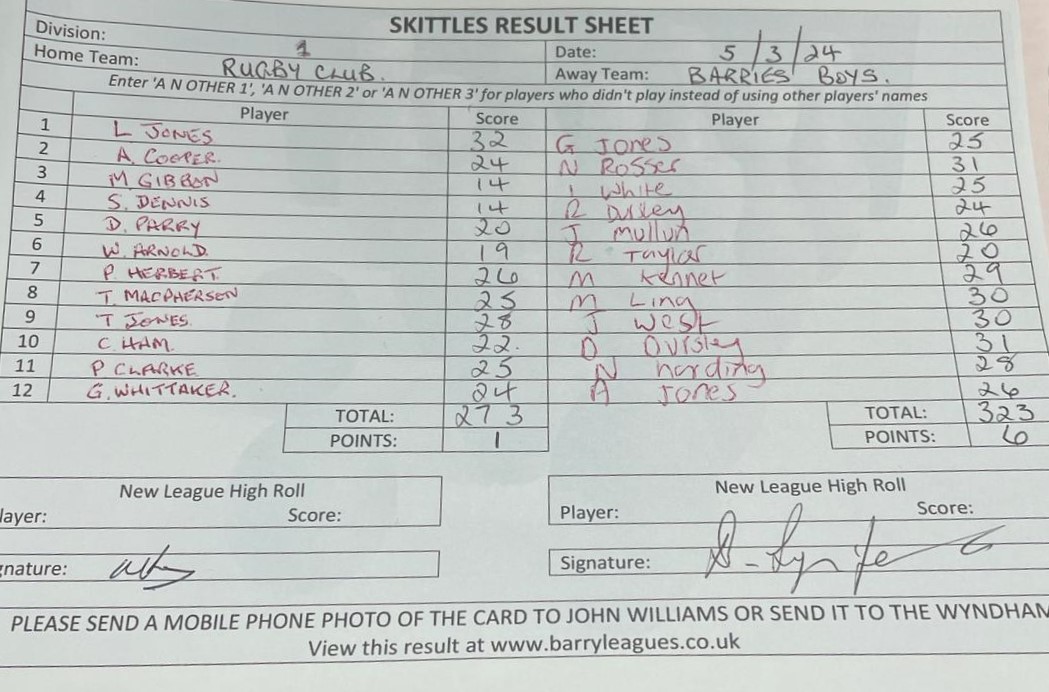 SKITTLES RESULT SHEET
Division: 1 Date: 5/3/24
Home Team: RUGBY CLUB. Away Team: BARRIES BOYS.
Enter 'A N OTHER 1', 'A N OTHER 2' or 'A N OTHER 3' for players who didn't play instead of using other players' names
Player Score Player Score
1 L JONES 32 G Jones 25
2 A. COOPER. 24 N Rosser 31
3 M GIBBON 14 I White 25
4 S. DENNIS 14 R 24
5 D. PARRY 20 J 26
6 W. ARNOLD. 19 R Taylor 20
7 P. HERBERT. 26 M Kenner 29
8 T. MACPHERSEN 25 M Ling 30
9 T JONES. 28 J West 30
10 C HAM. 22. D 31
11 P CLARKE 25 N harding 28
12 G. WHITTAKER. 24 A Jones 26
TOTAL: 273 TOTAL: 323
POINTS: 1 POINTS: 6
New League High Roll New League High Roll
layer: Score: Player: Score:
gnature: Signature:
PLEASE SEND A MOBILE PHONE PHOTO OF THE CARD TO JOHN WILLIAMS OR SEND IT TO THE WYNDHAM
View this result at www.barryleagues.co.uk